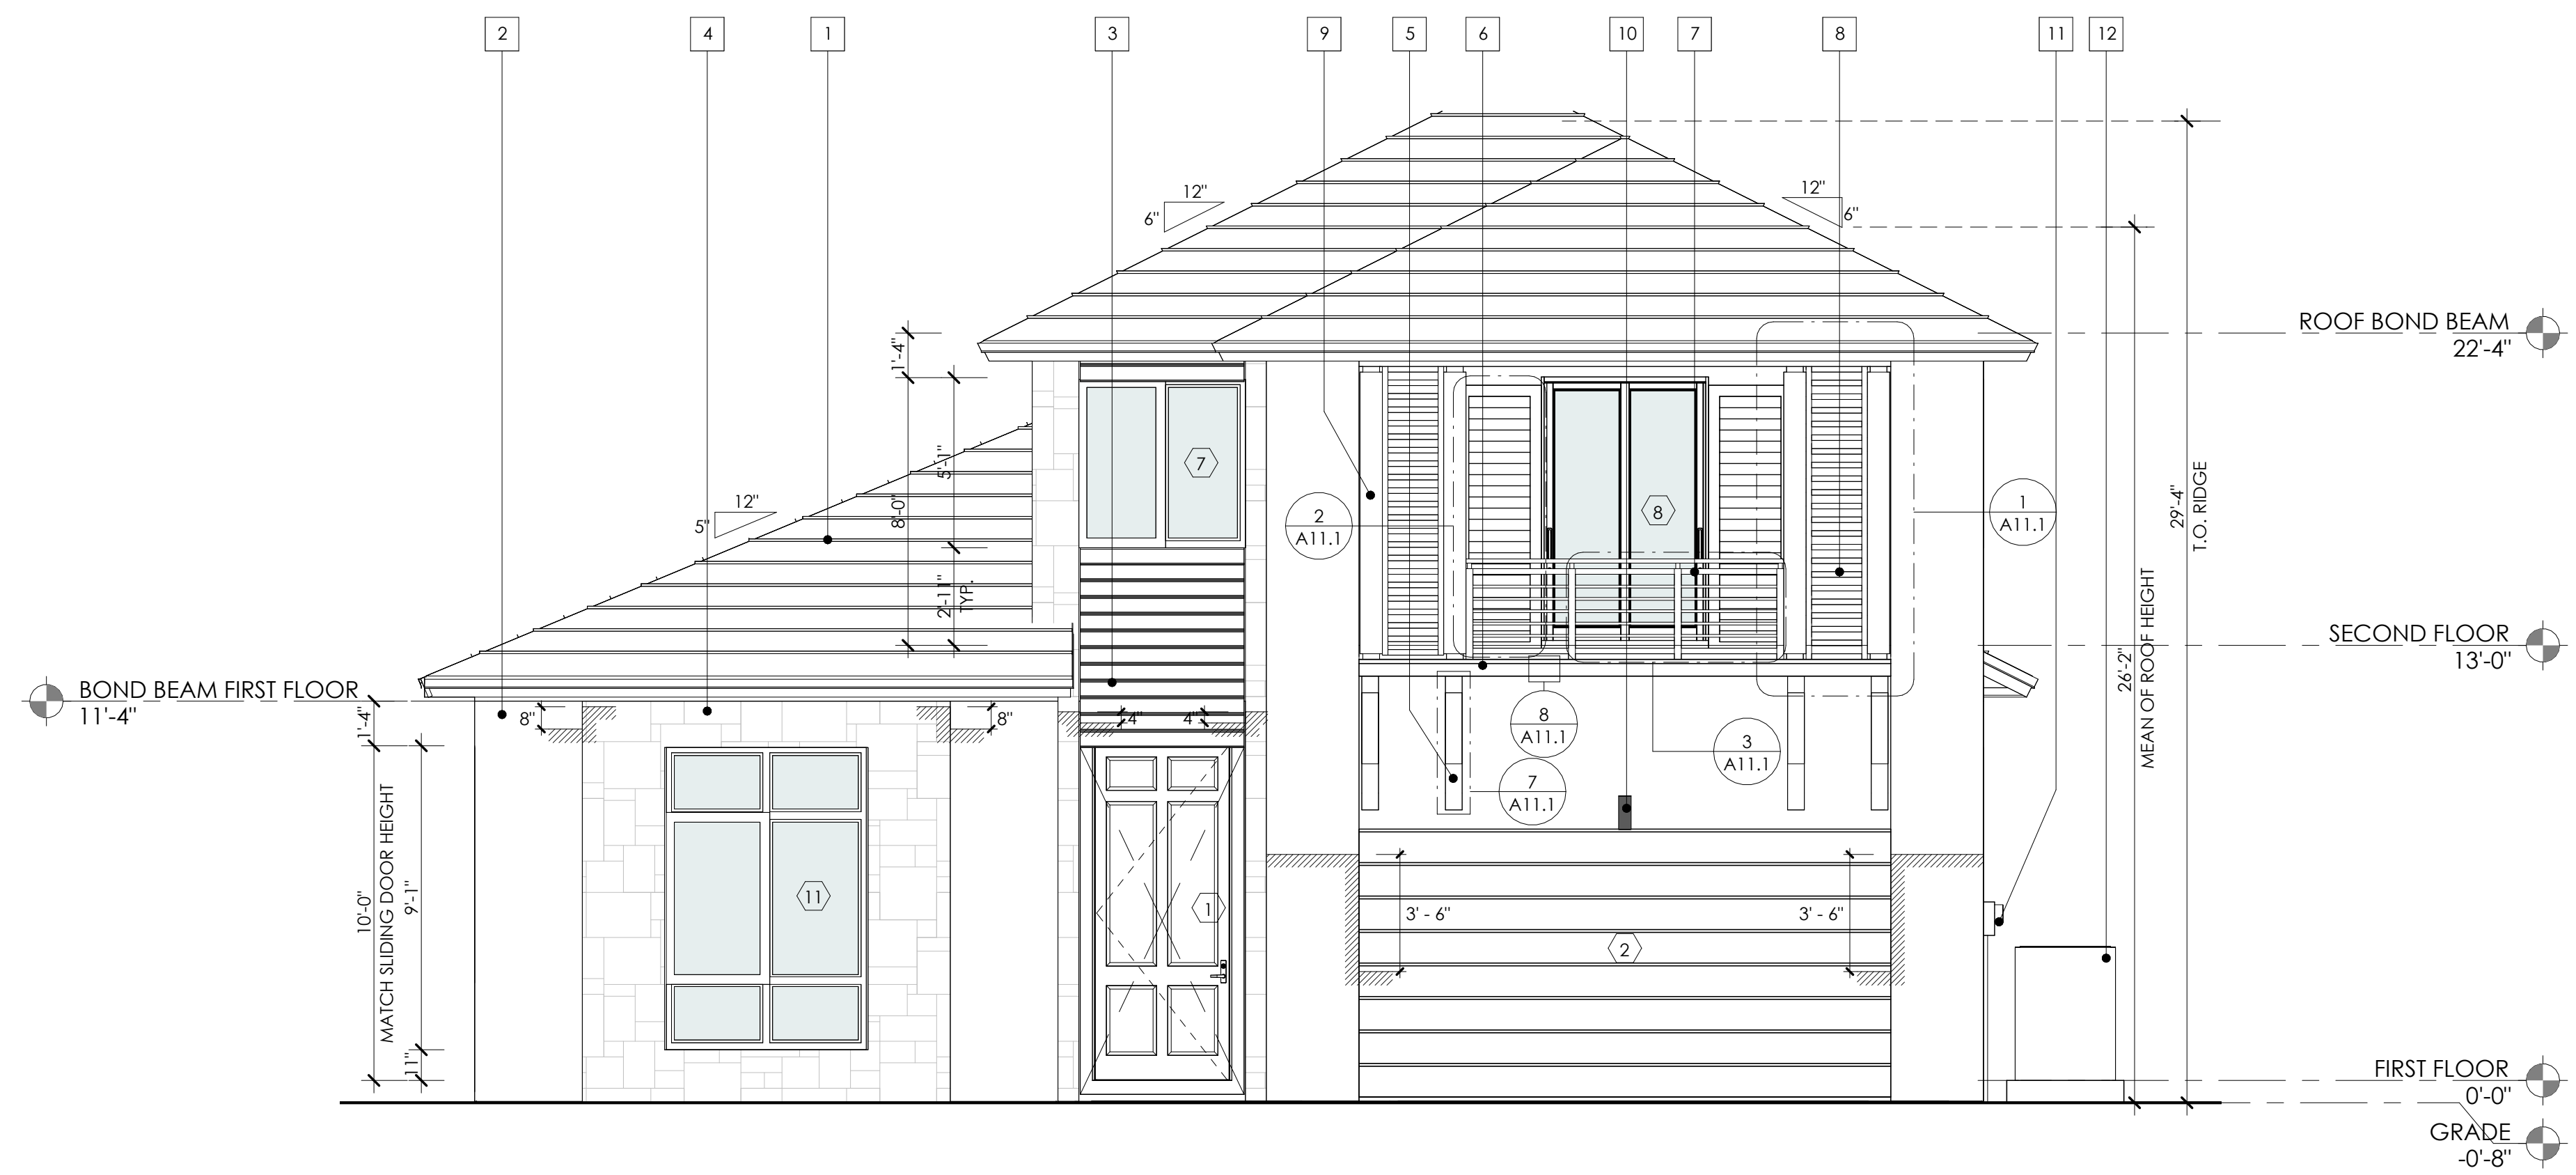 2
4
1
3
9
5
6
10
7
8
11
12
12"
6"
12"
6"
ROOF BOND BEAM
22'-4"
1'-4"
5'-1"
8'-0"
2'-11"
TYP.
12"
5"
7
8
2
A11.1
1
A11.1
29'-4"
T.O. RIDGE
26'-2"
MEAN OF ROOF HEIGHT
SECOND FLOOR
13'-0"
BOND BEAM FIRST FLOOR
11'-4"
1'-4"
8"
8"
4"
4"
8
A11.1
3
A11.1
7
A11.1
10'-0"
MATCH SLIDING DOOR HEIGHT
9'-1"
11"
11
1
3' - 6"
3' - 6"
2
FIRST FLOOR
0'-0"
GRADE
-0'-8"